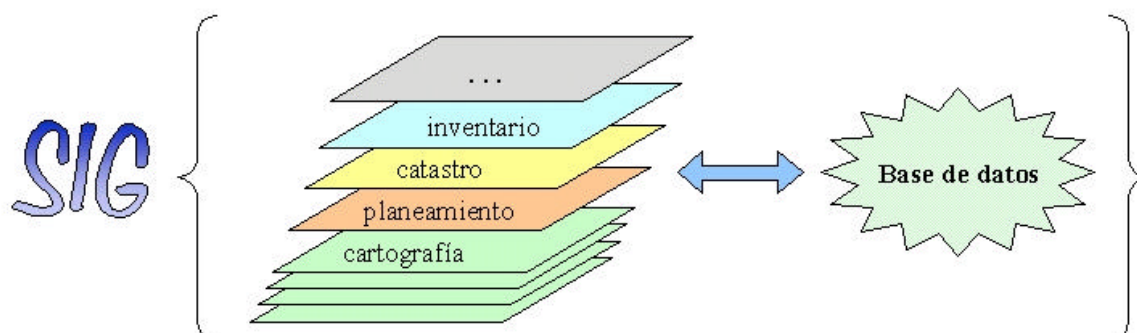 SIG
...
inventario
catastro
planeamiento
cartografía
Base de datos